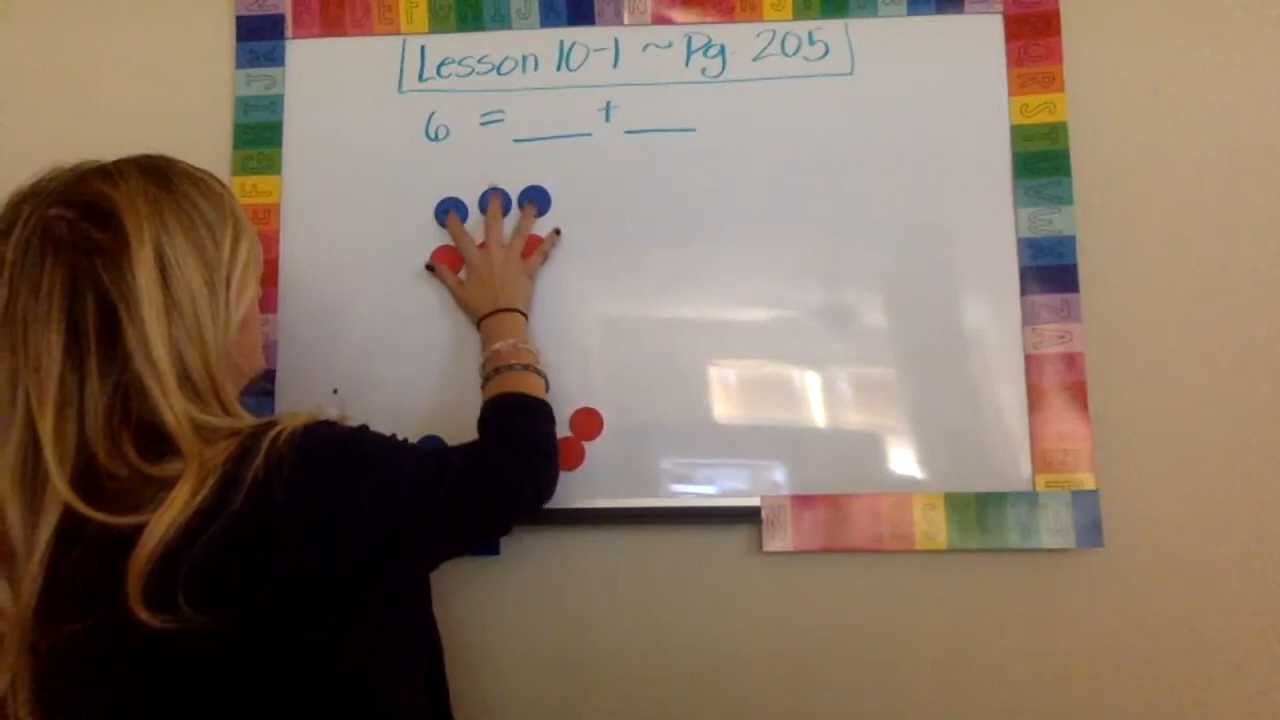 Lesson 10-1 ~ Pg. 205
6 = ___ + ___